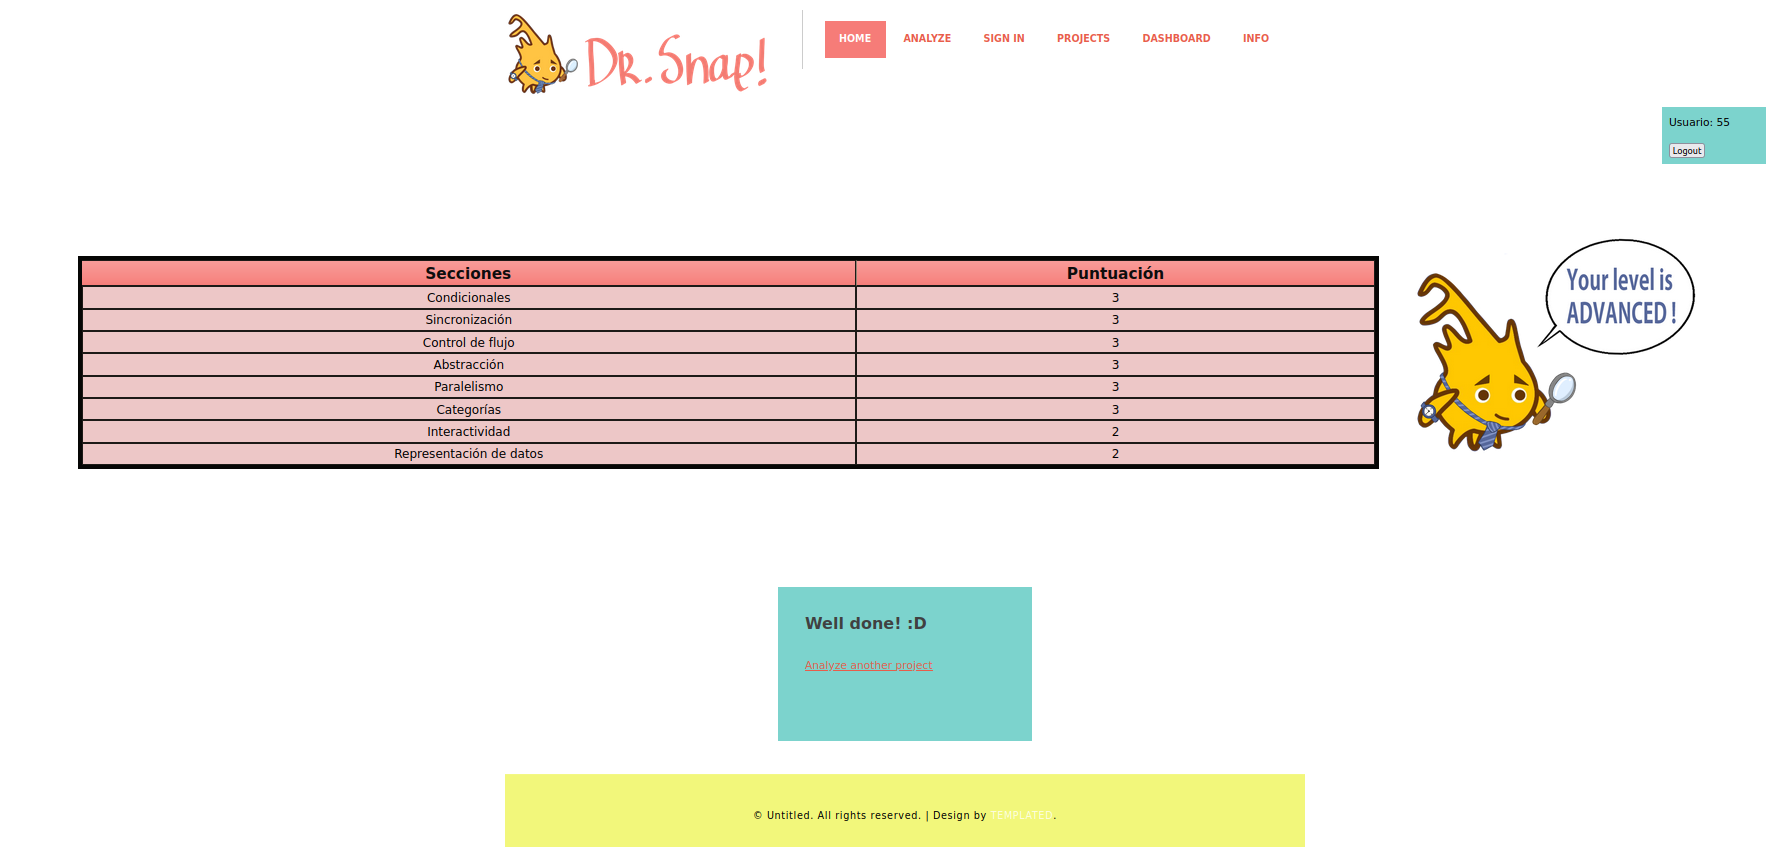 Dr. Snap!
HOME ANALYZE SIGN IN PROJECTS DASHBOARD INFO
Usuario: 55
Logout
Your level is
ADVANCED !
Secciones Puntuación
Condicionales 3
Sincronización 3
Control de flujo 3
Abstracción 3
Paralelismo 3
Categorías 3
Interactividad 2
Representación de datos 2
Well done! :D
Analyze another project
© Untitled. All rights reserved. | Design by TEMPLATED.